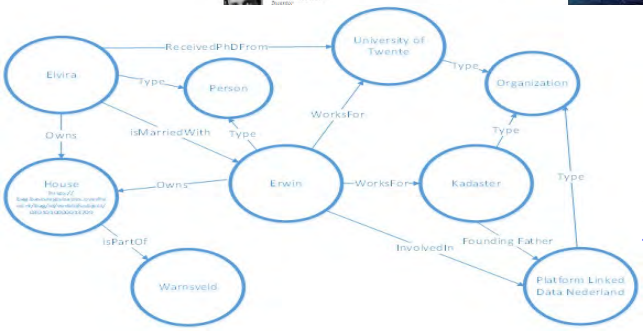 ReceivedPhDFrom
University of
Twente
Elvira
Type
Person
Type
Organization
Owns
isMarriedWith
Type
WorksFor
Type
House
Owns
Erwin
WorksFor
Kadaster
Type
isPartOf
InvolvedIn
Founding Father
Warnsveld
Platform Linked
Data Nederland